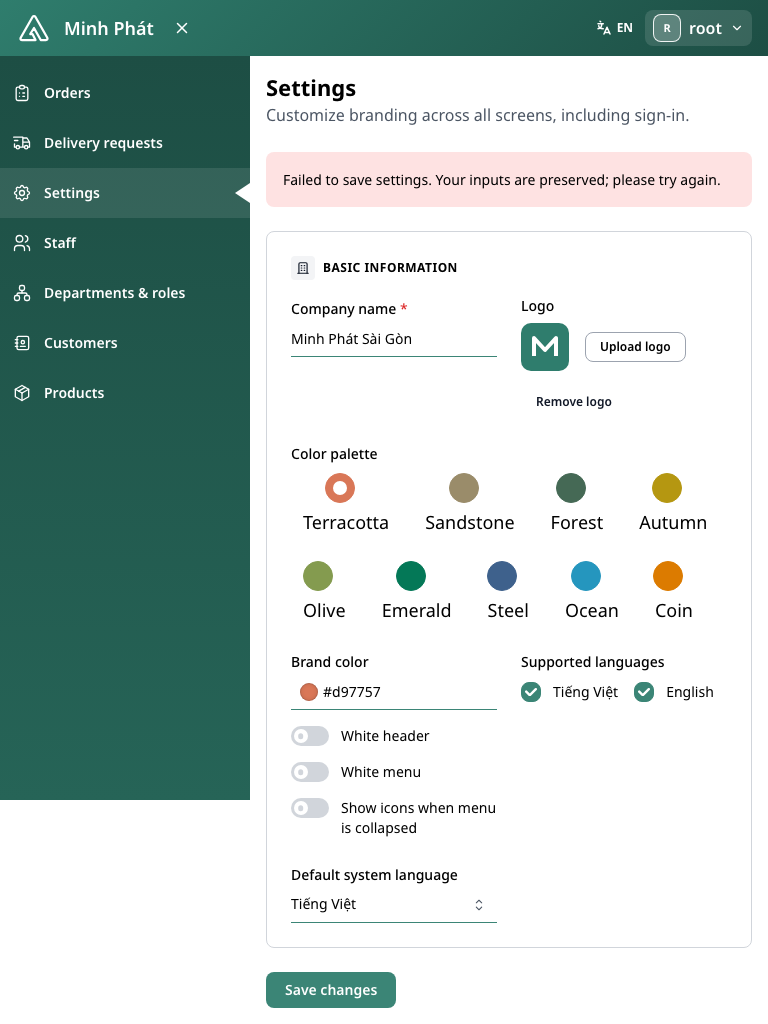 Minh Phát
EN
R
root
Orders
Delivery requests
Settings
Staff
Departments & roles
Customers
Products
Settings
Customize branding across all screens, including sign-in.
Failed to save settings. Your inputs are preserved; please try again.
BASIC INFORMATION
Company name *
Minh Phát Sài Gòn
Logo
Upload logo
Remove logo
Color palette
Terracotta
Sandstone
Forest
Autumn
Olive
Emerald
Steel
Ocean
Coin
Brand color
#d97757
Supported languages
Tiếng Việt
English
White header
White menu
Show icons when menu
is collapsed
Default system language
Tiếng Việt
Save changes